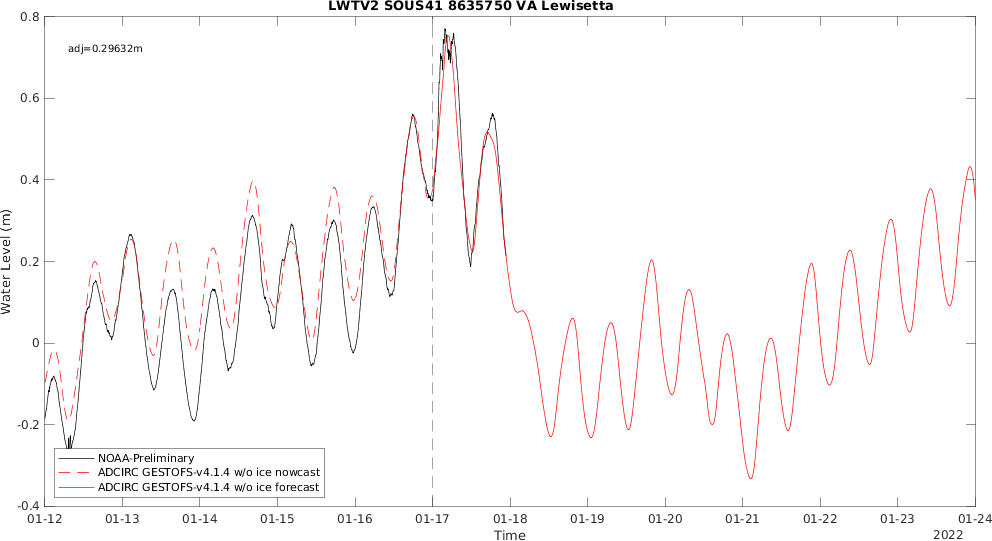 LWTV2 SOUS41 8635750 VA Lewisetta
adj=0.29632m
0.8
0.6
0.4
0.2
0
-0.2
-0.4
Water Level (m)
NOAA-Preliminary
ADCIRC GESTOFS-v4.1.4 w/o ice nowcast
ADCIRC GESTOFS-v4.1.4 w/o ice forecast
01-12 01-13 01-14 01-15 01-16 01-17 01-18 01-19 01-20 01-21 01-22 01-23 01-24
Time
2022